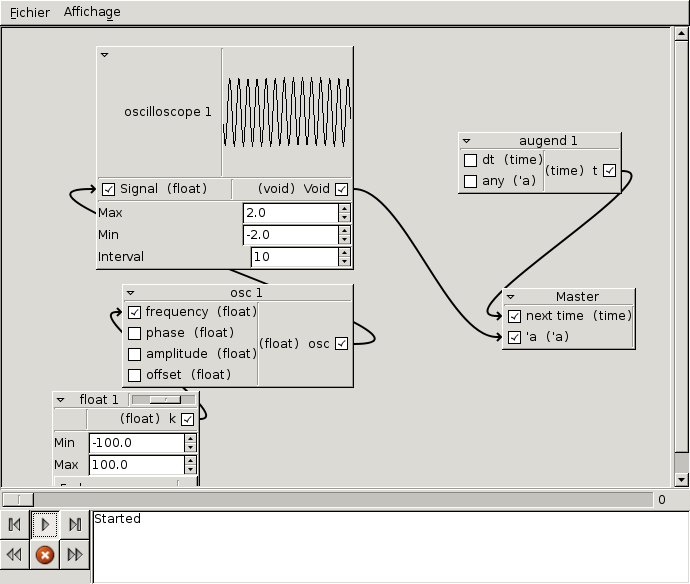 Fichier Affichage
oscilloscope 1
Signal (float) (void) Void
Max 2.0
Min -2.0
Interval 10
augend 1
dt (time)
any ('a)
(time) t
osc 1
frequency (float)
phase (float)
amplitude (float)
offset (float)
(float) osc
Master
next time (time)
'a ('a)
float 1
(float) k
Min -100.0
Max 100.0
0
Started